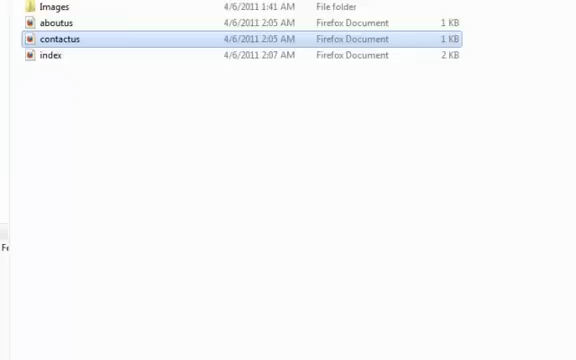 Images 4/6/2011 1:41 AM File folder
aboutus 4/6/2011 2:05 AM Firefox Document 1 KB
contactus 4/6/2011 2:05 AM Firefox Document 1 KB
index 4/6/2011 2:07 AM Firefox Document 2 KB